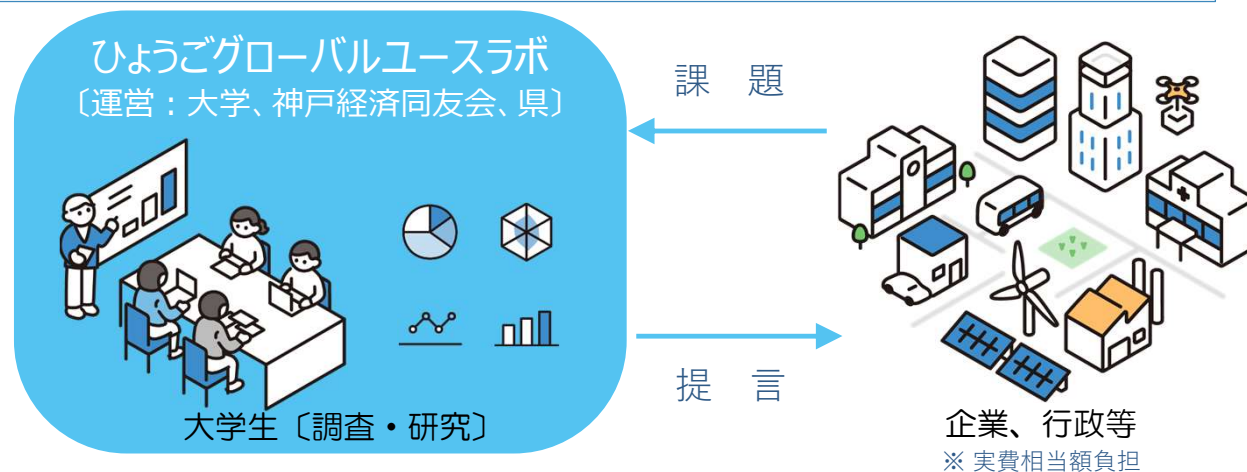 ひょうごグローバルユースラボ
〔運営：大学、神戸経済同友会、県〕
課　題
提　言
大学生〔調査・研究〕
企業、行政等
※ 実費相当額負担